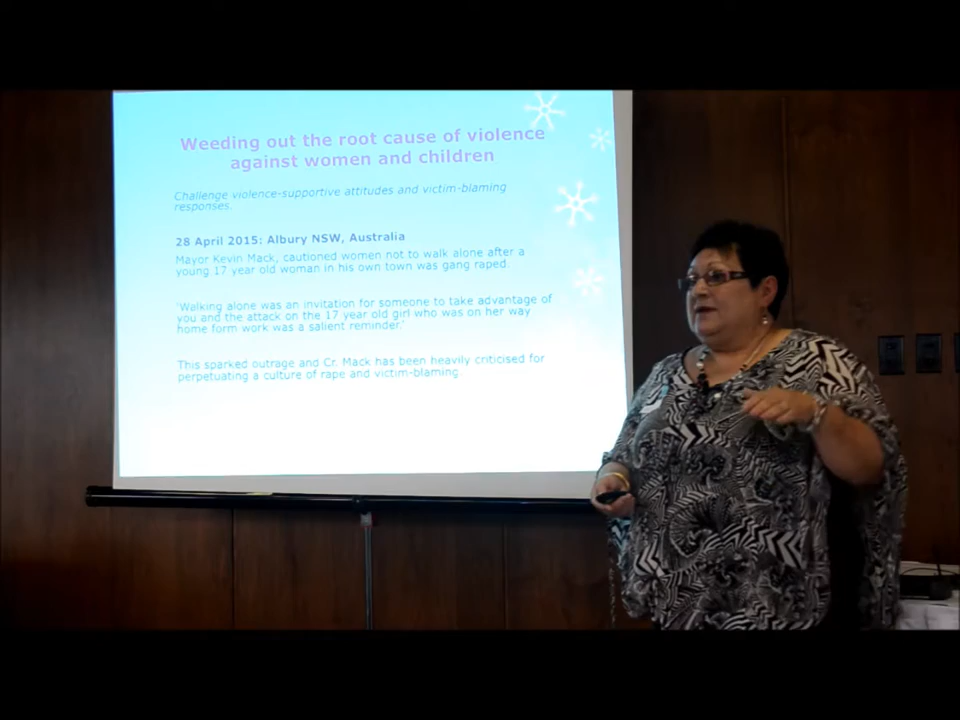 Weeding out the root cause of violence
against women and children
Challenge violence-supportive attitudes and victim-blaming
responses.
28 April 2015: Albury NSW, Australia
Mayor Kevin Mack, cautioned women not to walk alone after a
young 17 year old woman in his own town was gang raped.
'Walking alone was an invitation for someone to take advantage of
you and the attack on the 17 year old girl who was on her way
home form work was a salient reminder.'
This sparked outrage and Cr. Mack has been heavily criticised for
perpetuating a culture of rape and victim-blaming.